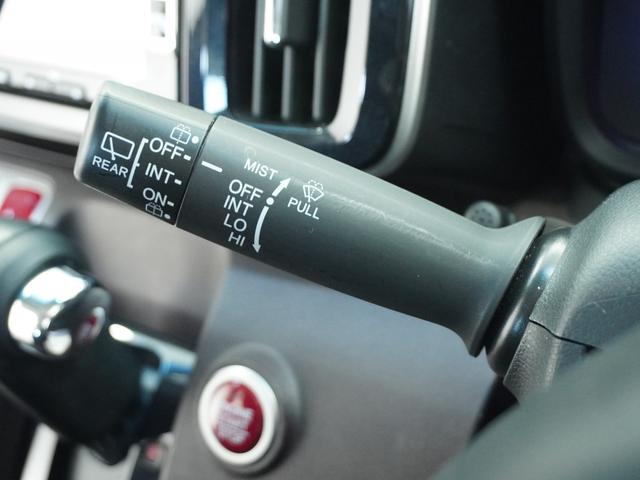 REAR
OFF
INT
ON
MIST
OFF
INT
LO
HI
PULL